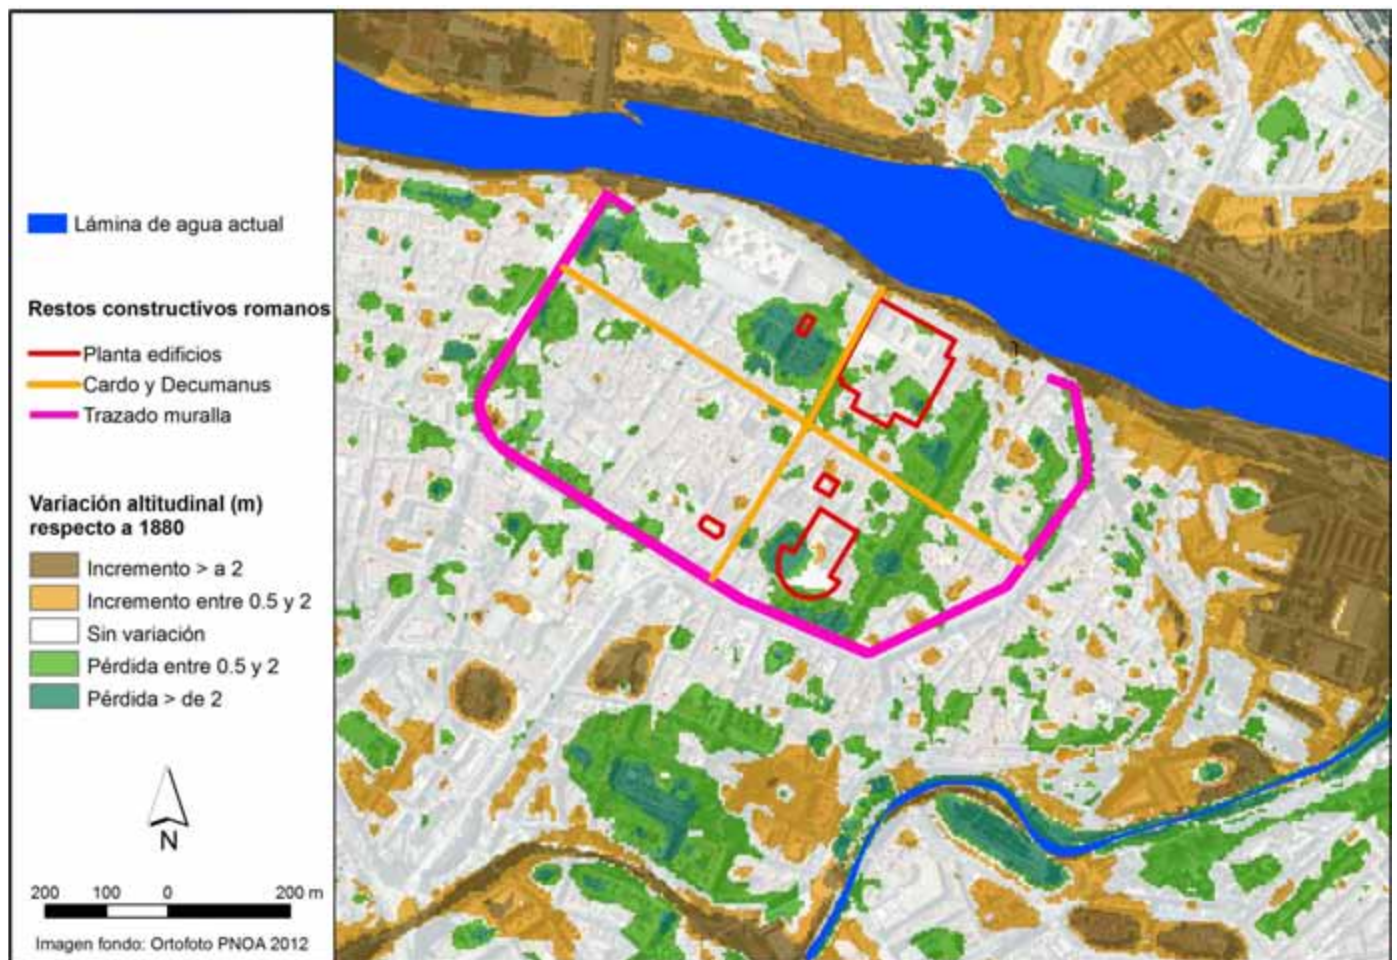 Lámina de agua actual
Restos constructivos romanos
Planta edificios
Cardo y Decumanus
Trazado muralla
Variación altitudinal (m)
respecto a 1880
Incremento > a 2
Incremento entre 0.5 y 2
Sin variación
Pérdida entre 0.5 y 2
Pérdida > de 2
N
200 100 0 200 m
Imagen fondo: Ortofoto PNOA 2012